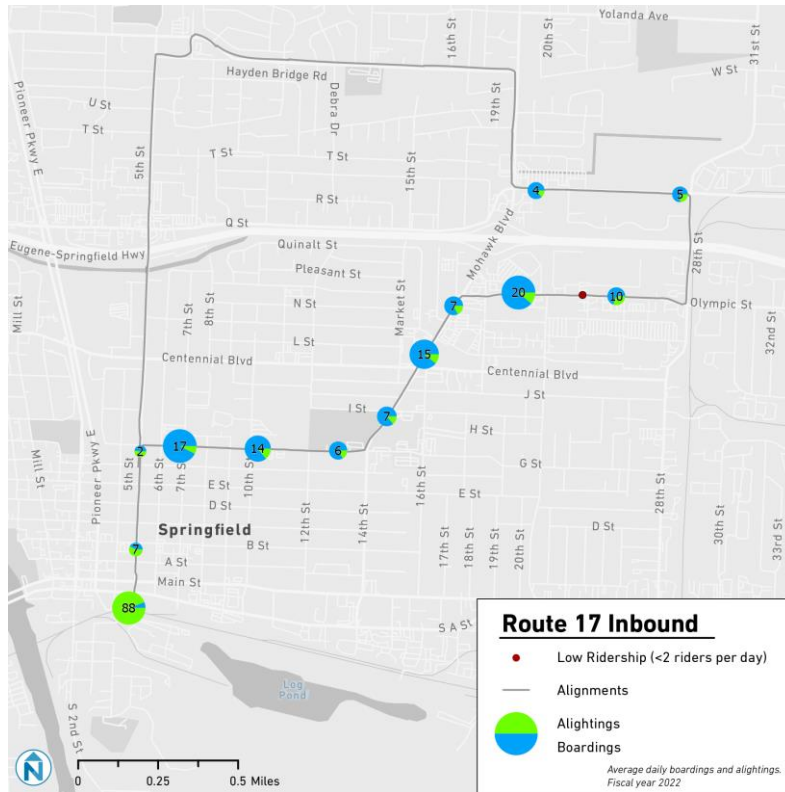 Yolanda Ave
16th St
20th St
31st St
Hayden Bridge Rd
W St
Pioneer Pkwy E
Debra Dr
19th St
U St
T St
5th St
T St
T St
15th St
4
5
R St
Q St
Mohawk Blvd
Quinalt St
Eugene-Springfield Hwy
28th St
Pleasant St
Market St
20
10
7
Olympic St
Mill St
7th St
8th St
N St
32nd St
L St
15
Centennial Blvd
Centennial Blvd
J St
I St
7
H St
17
14
6
2
Mill St
Pioneer Pkwy E
5th St
6th St
7th St
10th St
G St
16th St
28th St
E St
E St
D St
12th St
14th St
Springfield
D St
B St
17th St
18th St
19th St
20th St
30th St
33rd St
7
A St
Main St
88
S A St
Log
Pond
S 2nd St
Route 17 Inbound
Low Ridership (<2 riders per day)
Alignments
Alightings
Boardings
Average daily boardings and alightings.
Fiscal year 2022
N
0
0.25
0.5 Miles